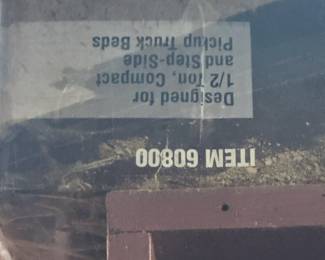 ITEM 60800
Designed for
1/2 Ton, Compact
and Step-Side
Pickup Truck Beds